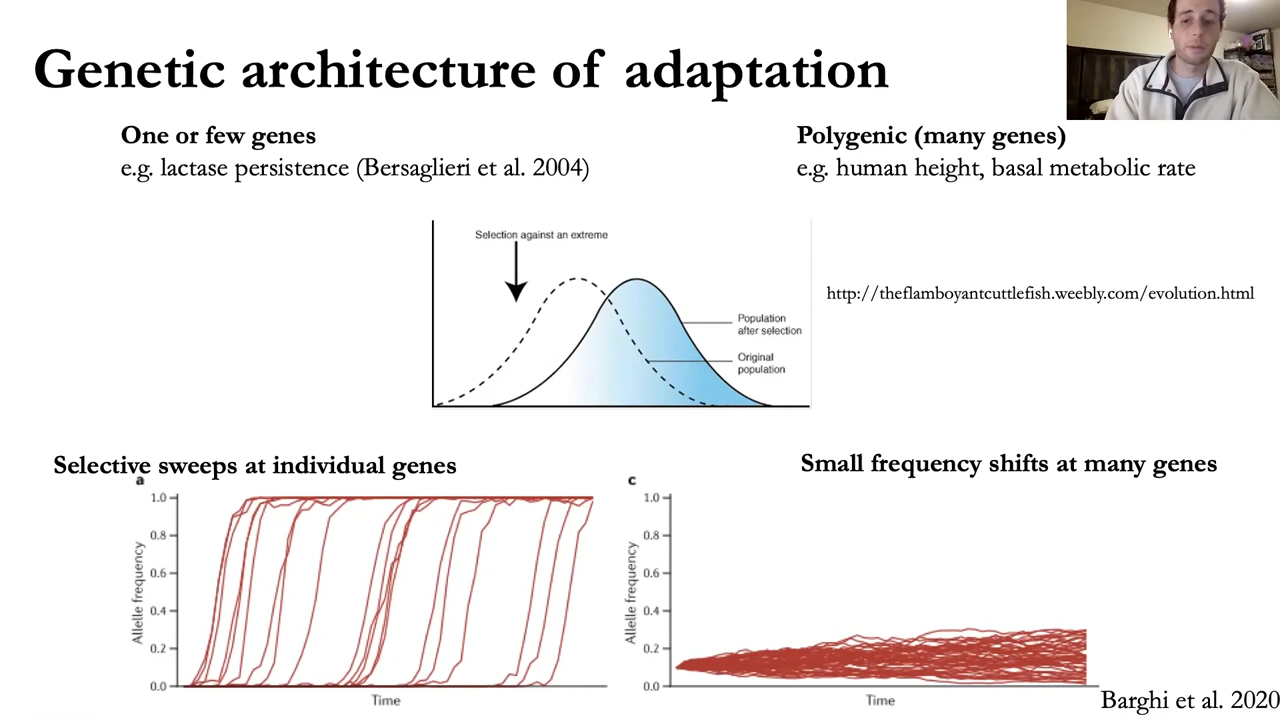 Genetic architecture of adaptation
One or few genes
e.g. lactase persistence (Bersaglieri et al. 2004)
Polygenic (many genes)
e.g. human height, basal metabolic rate
Selection against an extreme
Population
after selection
Original
population
http://theflamboyantcuttlefish.weebly.com/evolution.html
Selective sweeps at individual genes
a
1.0
0.8
0.6
0.4
0.2
0.0
Allele frequency
Time
Small frequency shifts at many genes
c
1.0
0.8
0.6
0.4
0.2
0.0
Allele frequency
Time
Barghi et al. 2020